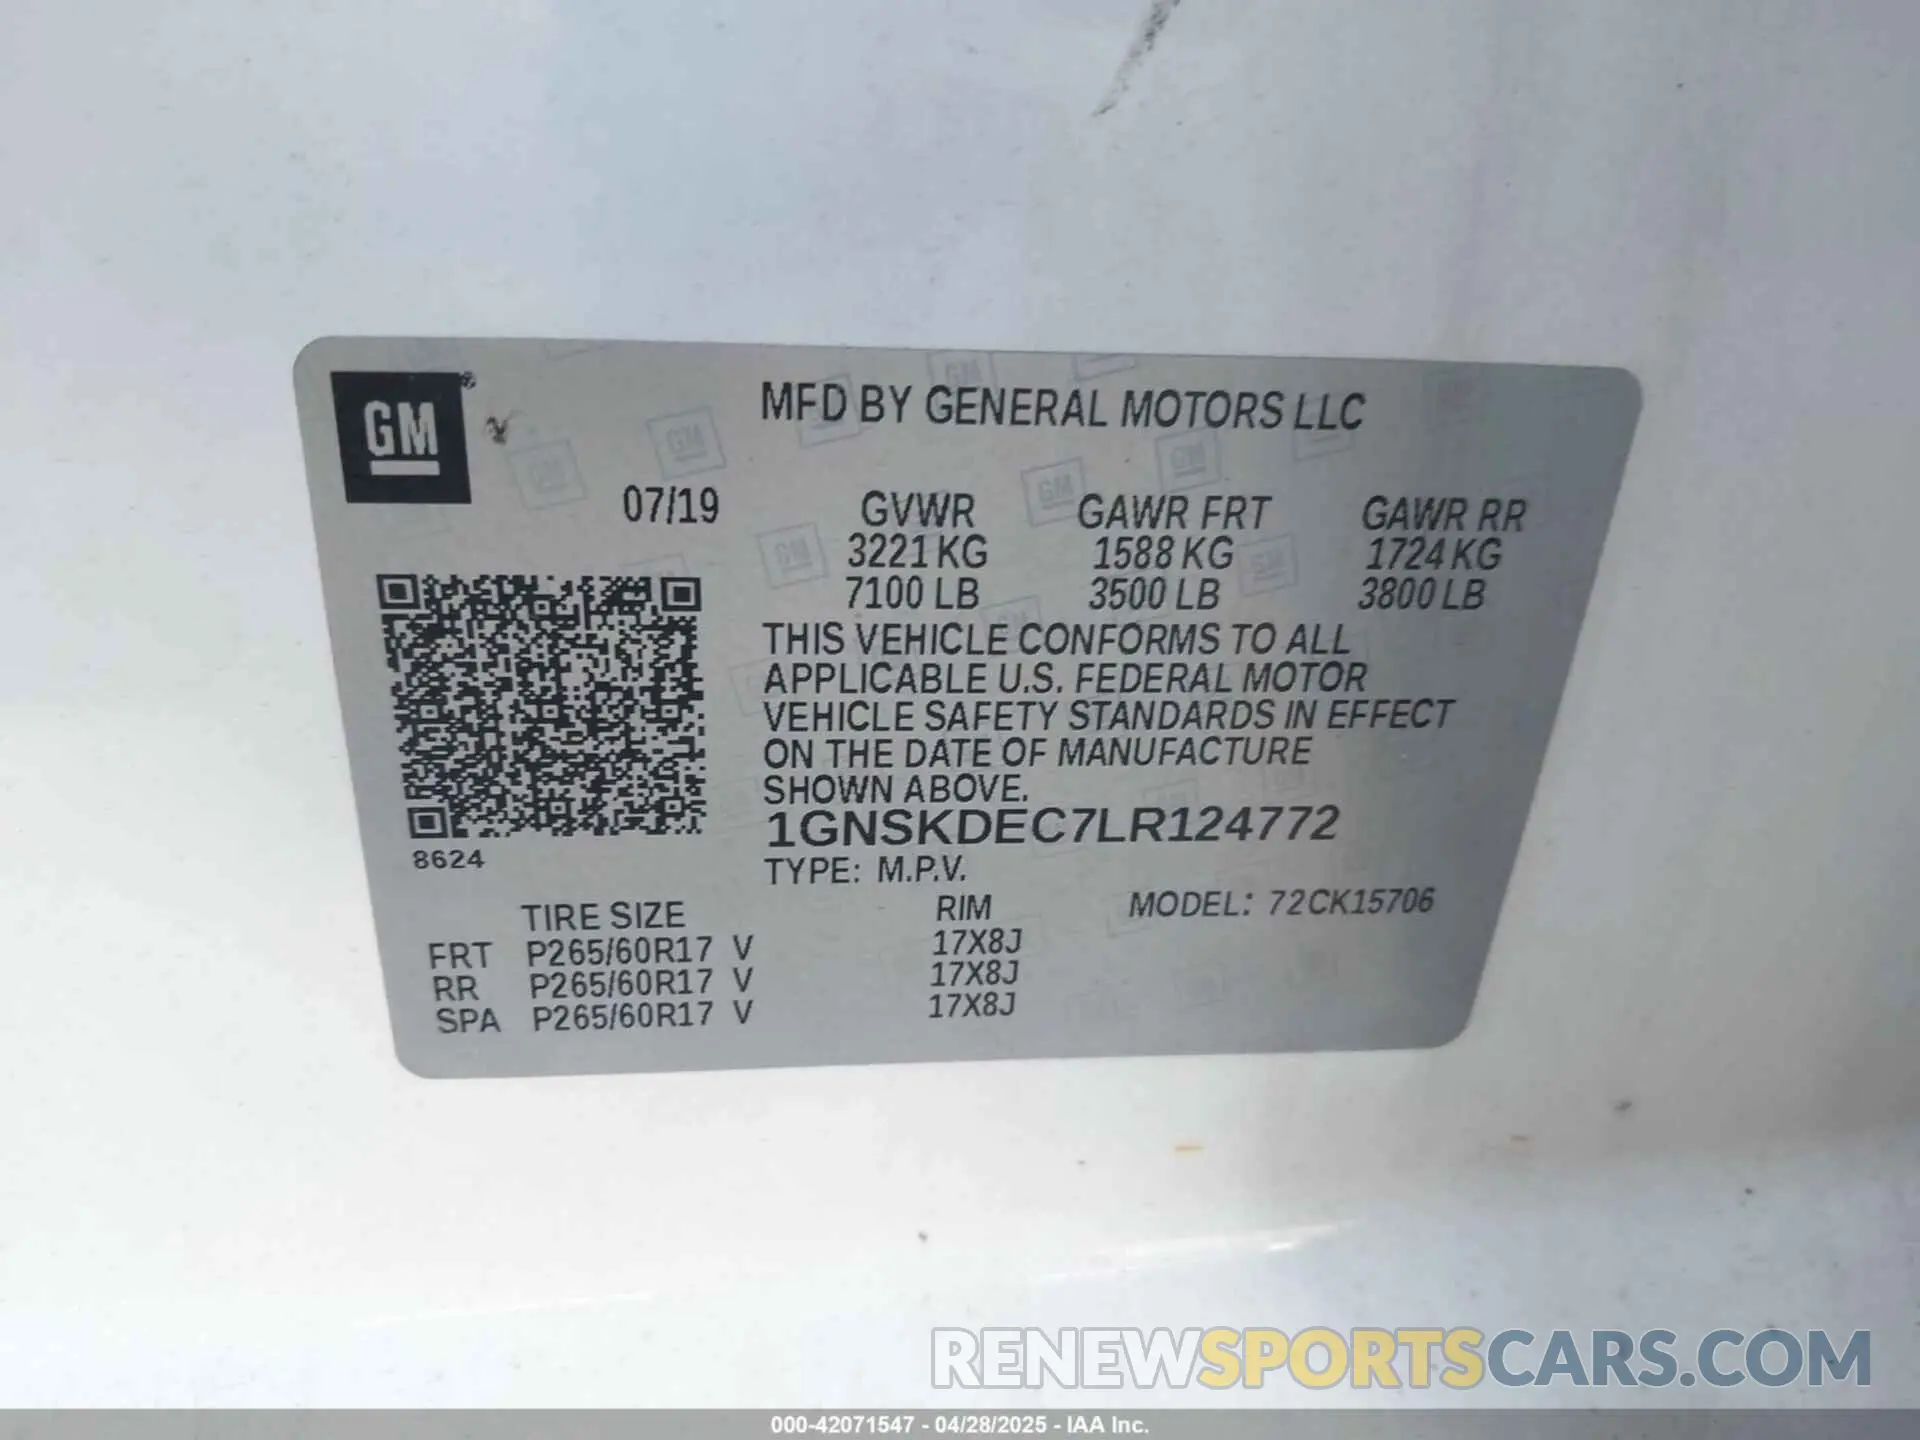 GM
MFD BY GENERAL MOTORS LLC
07/19 GVWR GAWR FRT GAWR RR
3221 KG 1588 KG 1724 KG
7100 LB 3500 LB 3800 LB
THIS VEHICLE CONFORMS TO ALL
APPLICABLE U.S. FEDERAL MOTOR
VEHICLE SAFETY STANDARDS IN EFFECT
ON THE DATE OF MANUFACTURE
SHOWN ABOVE.
1GNSKDEC7LR124772
8624
TYPE: M.P.V.
TIRE SIZE RIM MODEL: 72CK15706
FRT P265/60R17 V 17X8J
RR P265/60R17 V 17X8J
SPA P265/60R17 V 17X8J
RENEWSPORTSCARS.COM
000-42071547 - 04/28/2025 - IAA Inc.